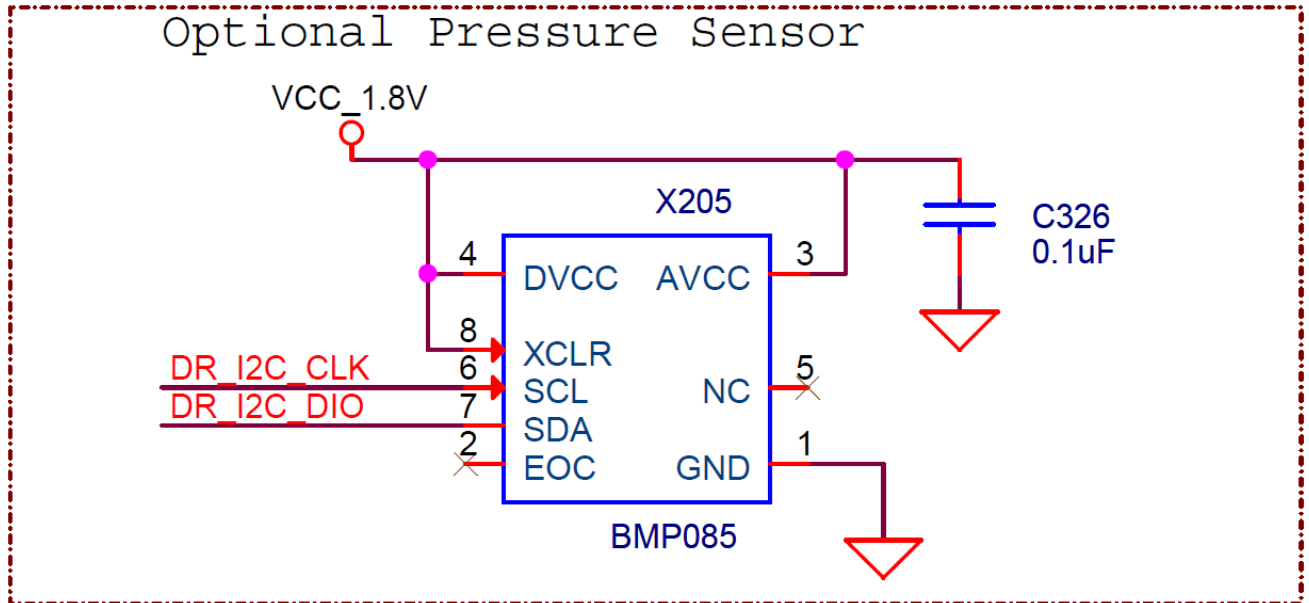 Optional Pressure Sensor
VCC_1.8V
X205
C326
0.1uF
4
DVCC
AVCC
3
8
XCLR
DR_I2C_CLK
6
SCL
NC
5
DR_I2C_DIO
7
SDA
2
EOC
GND
1
BMP085